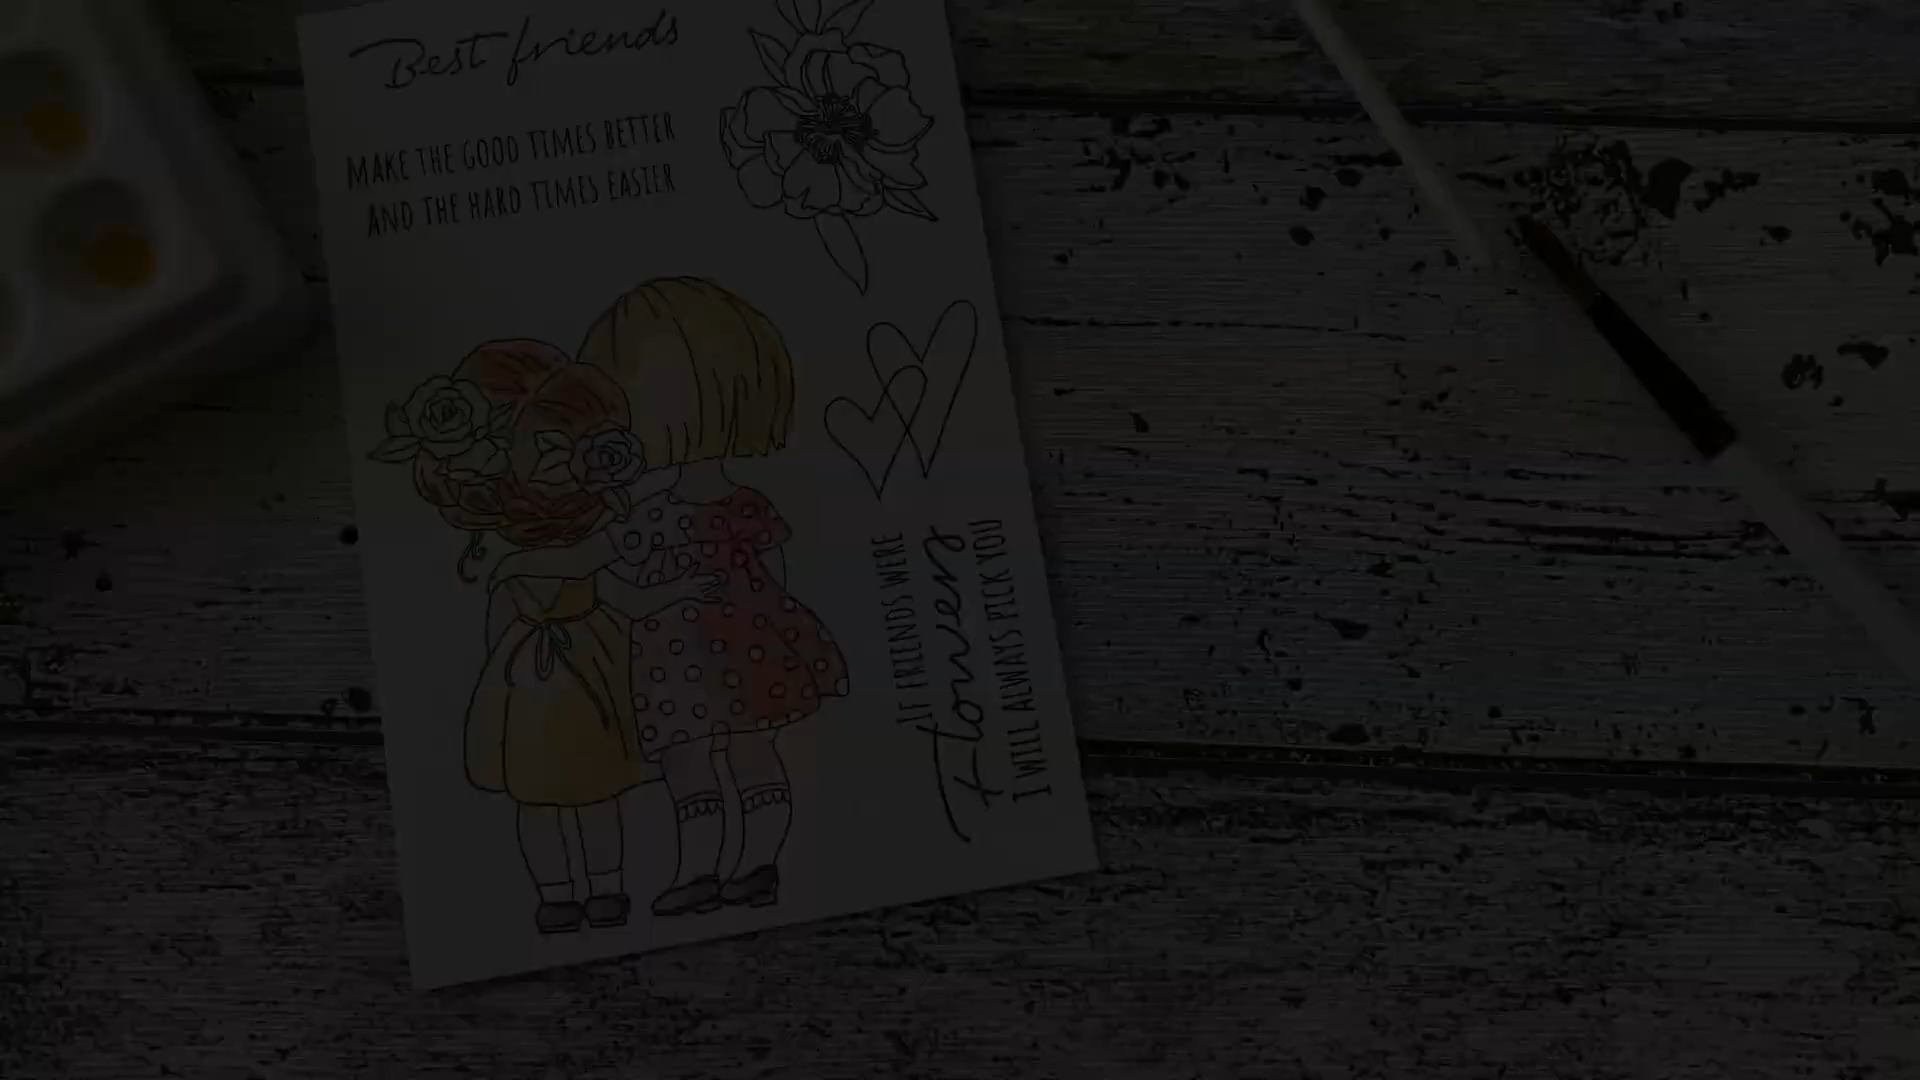 Best friends
MAKE THE GOOD TIMES BETTER
AND THE HARD TIMES EASIER
IF FRIENDS WERE
Flowers
I WILL ALWAYS PICK YOU